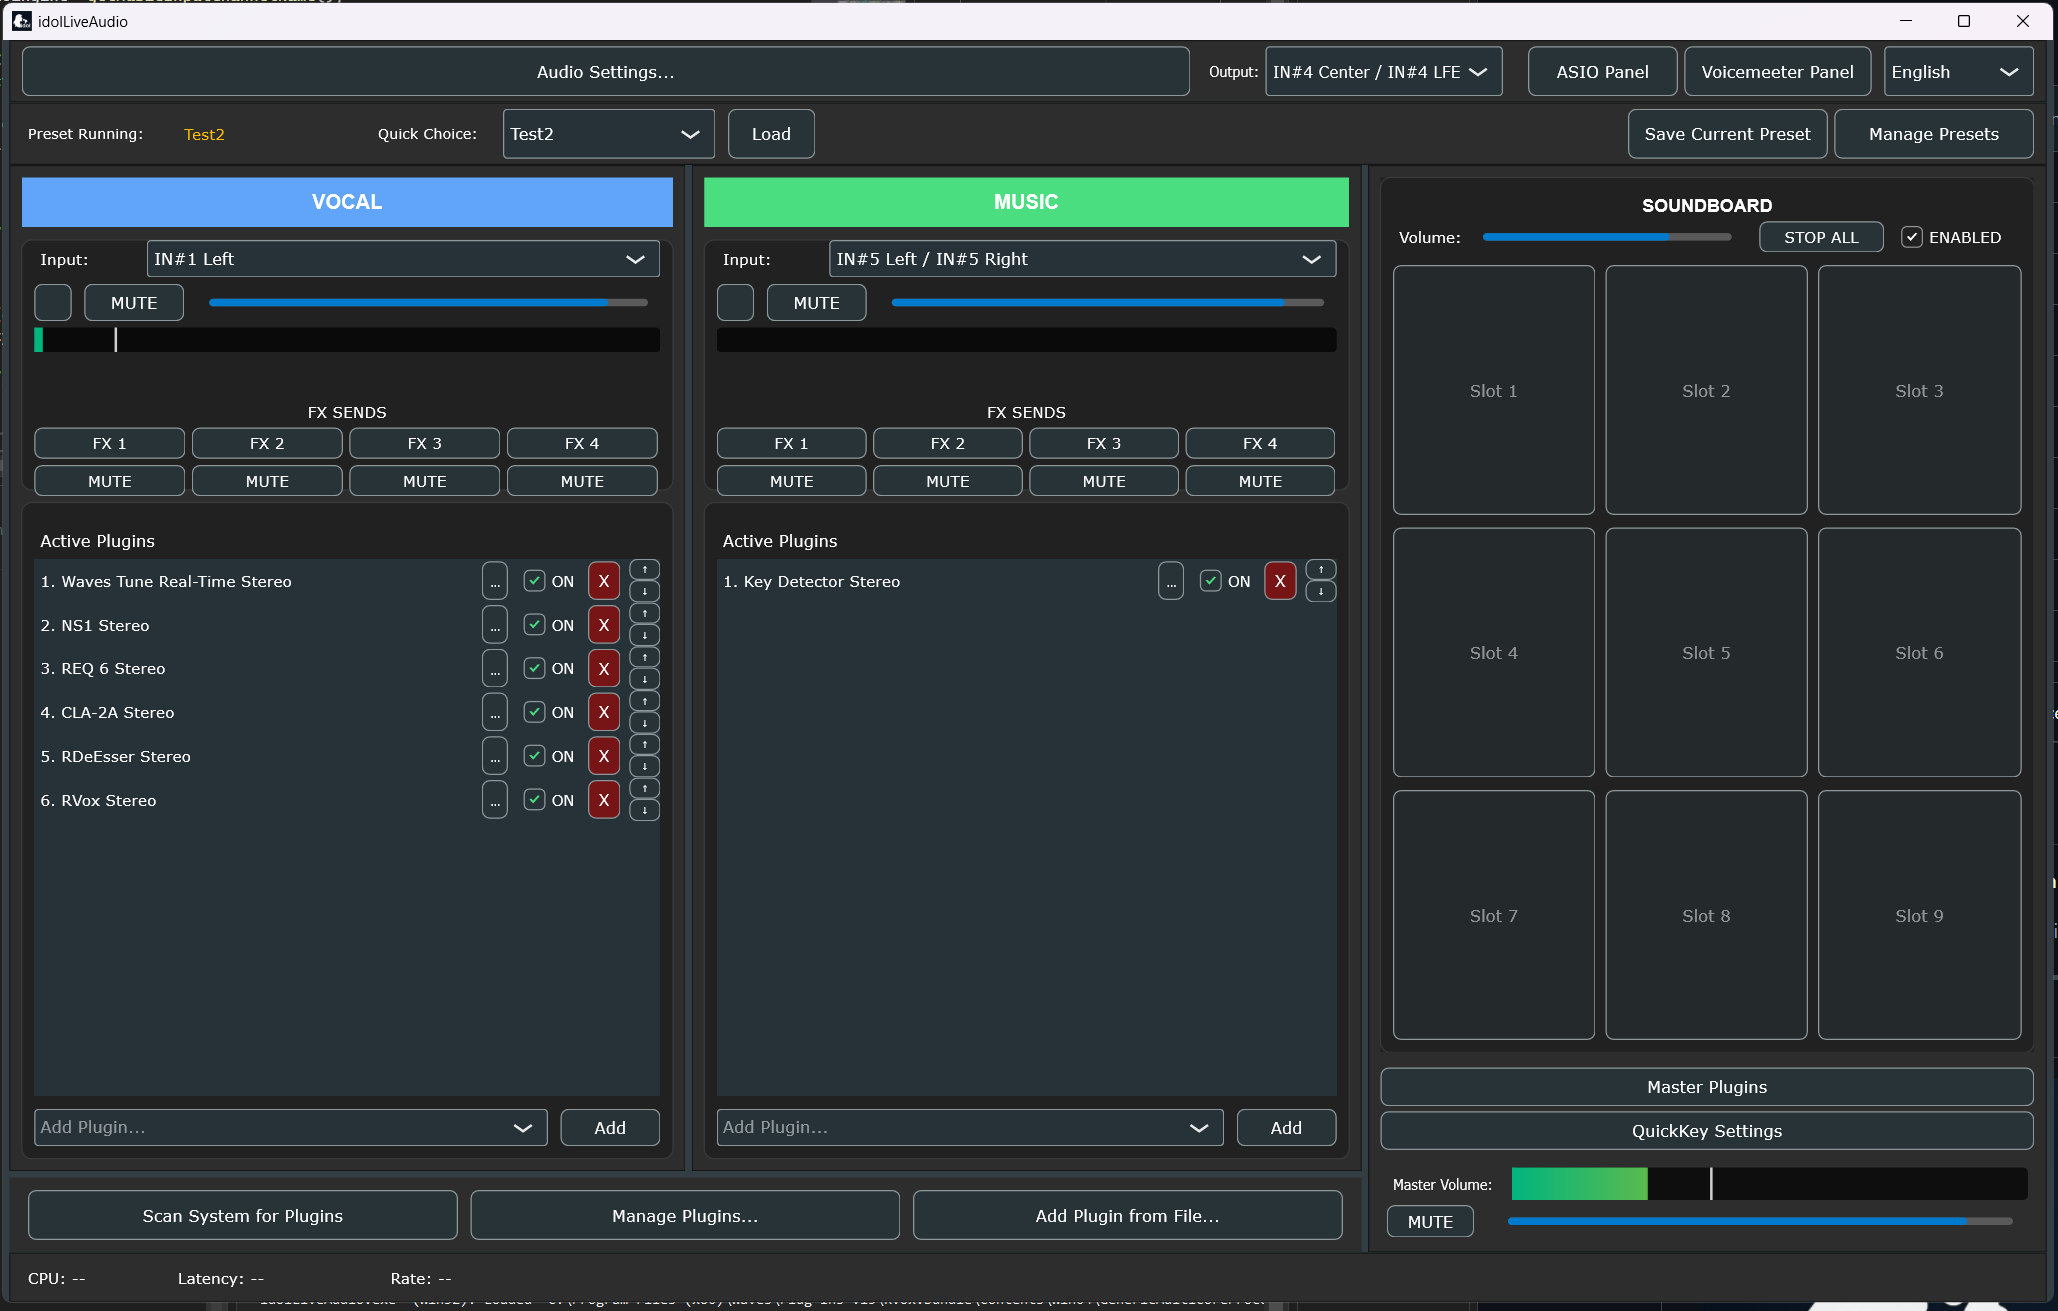 idolLiveAudio
Audio Settings...
Output:
IN#4 Center / IN#4 LFE
ASIO Panel
Voicemeeter Panel
English
Preset Running:
Test2
Quick Choice:
Test2
Load
Save Current Preset
Manage Presets
VOCAL
Input:
IN#1 Left
MUTE
FX SENDS
FX 1
FX 2
FX 3
FX 4
MUTE
MUTE
MUTE
MUTE
Active Plugins
1. Waves Tune Real-Time Stereo
...
ON
X
↑
↓
2. NS1 Stereo
...
ON
X
↑
↓
3. REQ 6 Stereo
...
ON
X
↑
↓
4. CLA-2A Stereo
...
ON
X
↑
↓
5. RDeEsser Stereo
...
ON
X
↑
↓
6. RVox Stereo
...
ON
X
↑
↓
Add Plugin...
Add
MUSIC
Input:
IN#5 Left / IN#5 Right
MUTE
FX SENDS
FX 1
FX 2
FX 3
FX 4
MUTE
MUTE
MUTE
MUTE
Active Plugins
1. Key Detector Stereo
...
ON
X
↑
↓
Add Plugin...
Add
SOUNDBOARD
Volume:
STOP ALL
ENABLED
Slot 1
Slot 2
Slot 3
Slot 4
Slot 5
Slot 6
Slot 7
Slot 8
Slot 9
Master Plugins
QuickKey Settings
Master Volume:
MUTE
Scan System for Plugins
Manage Plugins...
Add Plugin from File...
CPU: --
Latency: --
Rate: --